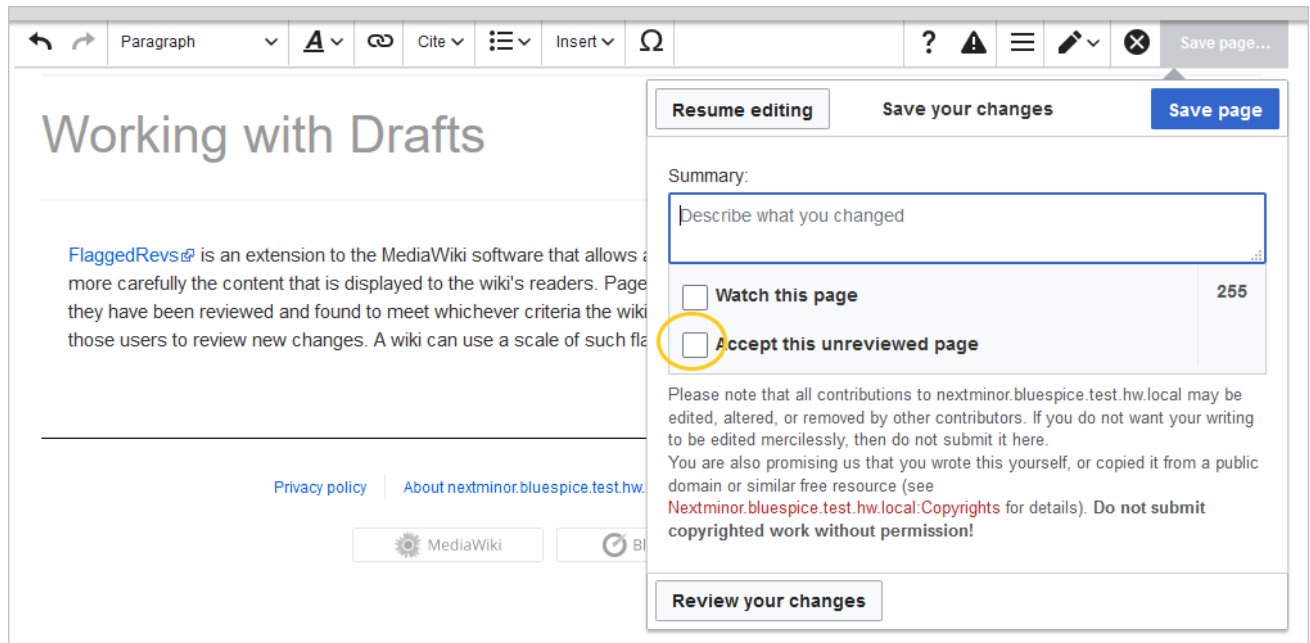 Paragraph A Cite Insert Ω ? Save page...
Resume editing Save your changes Save page
Working with Drafts
Summary:
Describe what you changed
FlaggedRevs is an extension to the MediaWiki software that allows
more carefully the content that is displayed to the wiki's readers. Page
they have been reviewed and found to meet whichever criteria the wiki
those users to review new changes. A wiki can use a scale of such
Watch this page 255
Accept this unreviewed page
Please note that all contributions to nextminor.bluespice.test.hw.local may be
edited, altered, or removed by other contributors. If you do not want your writing
to be edited mercilessly, then do not submit it here.
You are also promising us that you wrote this yourself, or copied it from a public
domain or similar free resource (see
Nextminor.bluespice.test.hw.local:Copyrights for details). Do not submit
copyrighted work without permission!
Privacy policy About nextminor.bluespice.test.hw.
MediaWiki
Review your changes